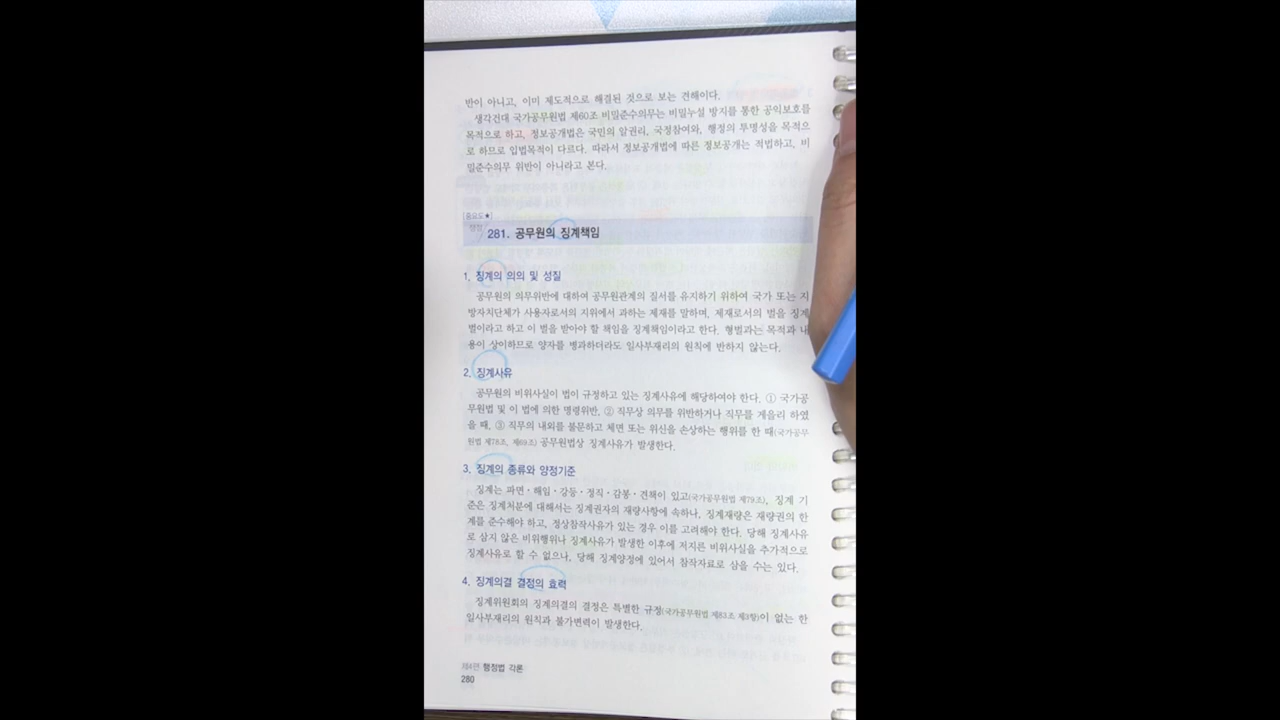 반이 아니고, 이미 제도적으로 해결된 것으로 보는 견해이다.
생각건대 국가공무원법 제60조 비밀준수의무는 비밀누설 방지를 통한 공익보호를
목적으로 하고, 정보공개법은 국민의 알권리, 국정참여와, 행정의 투명성을 목적으
로 하므로 입법목적이 다르다. 따라서 정보공개법에 따른 정보공개는 적법하고, 비
밀준수의무 위반이 아니라고 본다.
[중요도★]
쟁점 281. 공무원의 징계책임
1. 징계의 의의 및 성질
공무원의 의무위반에 대하여 공무원관계의 질서를 유지하기 위하여 국가 또는 지
방자치단체가 사용자로서의 지위에서 과하는 제재를 말하며, 제재로서의 벌을 징계
벌이라고 하고 이 벌을 받아야 할 책임을 징계책임이라고 한다. 형벌과는 목적과 내
용이 상이하므로 양자를 병과하더라도 일사부재리의 원칙에 반하지 않는다.
2. 징계사유
공무원의 비위사실이 법이 규정하고 있는 징계사유에 해당하여야 한다. ① 국가공
무원법 및 이 법에 의한 명령위반, ② 직무상 의무를 위반하거나 직무를 게을리 하였
을 때, ③ 직무의 내외를 불문하고 체면 또는 위신을 손상하는 행위를 한 때(국가공무
원법 제78조, 제69조) 공무원법상 징계사유가 발생한다.
3. 징계의 종류와 양정기준
징계는 파면·해임·강등·정직·감봉·견책이 있고(국가공무원법 제79조), 징계 기
준은 징계처분에 대해서는 징계권자의 재량사항에 속하나, 징계재량은 재량권의 한
계를 준수해야 하고, 정상참작사유가 있는 경우 이를 고려해야 한다. 당해 징계사유
로 삼지 않은 비위행위나 징계사유가 발생한 이후에 저지른 비위사실을 추가적으로
징계사유로 할 수 없으나, 당해 징계양정에 있어서 참작자료로 삼을 수는 있다.
4. 징계의결 결정의 효력
징계위원회의 징계의결의 결정은 특별한 규정(국가공무원법 제83조 제3항)이 없는 한
일사부재리의 원칙과 불가변력이 발생한다.
제4편 행정법 각론
280